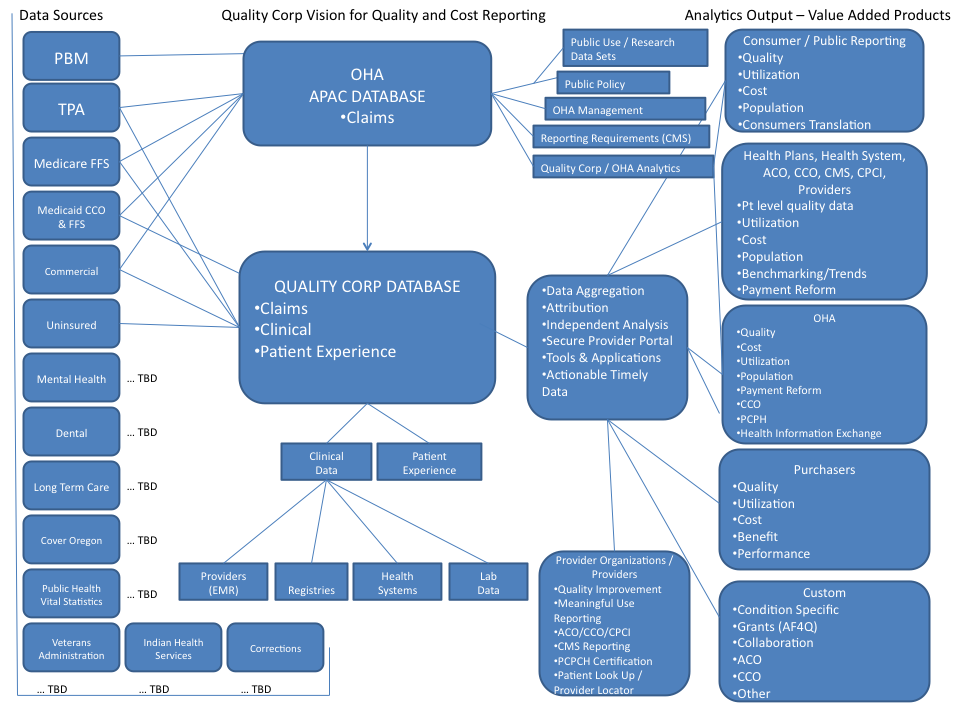 Data Sources
Quality Corp Vision for Quality and Cost Reporting
Analytics Output – Value Added Products
PBM
TPA
Medicare FFS
Medicaid CCO
& FFS
Commercial
Uninsured
Mental Health
... TBD
Dental
... TBD
Long Term Care
... TBD
Cover Oregon
... TBD
Public Health
Vital Statistics
... TBD
Veterans
Administration
Indian Health
Services
Corrections
... TBD
... TBD
... TBD
OHA
APAC DATABASE
•Claims
QUALITY CORP DATABASE
•Claims
•Clinical
•Patient Experience
Clinical
Data
Patient
Experience
Providers
(EMR)
Registries
Health
Systems
Lab
Data
Public Use / Research
Data Sets
Public Policy
OHA Management
Reporting Requirements (CMS)
Quality Corp / OHA Analytics
•Data Aggregation
•Attribution
•Independent Analysis
•Secure Provider Portal
•Tools & Applications
•Actionable Timely
Data
Provider Organizations /
Providers
•Quality Improvement
•Meaningful Use
Reporting
•ACO/CCO/CPCI
•CMS Reporting
•PCPCH Certification
•Patient Look Up /
Provider Locator
Consumer / Public Reporting
•Quality
•Utilization
•Cost
•Population
•Consumers Translation
Health Plans, Health System,
ACO, CCO, CMS, CPCI,
Providers
•Pt level quality data
•Utilization
•Cost
•Population
•Benchmarking/Trends
•Payment Reform
OHA
•Quality
•Cost
•Utilization
•Population
•Payment Reform
•CCO
•PCPH
•Health Information Exchange
Purchasers
•Quality
•Utilization
•Cost
•Benefit
•Performance
Custom
•Condition Specific
•Grants (AF4Q)
•Collaboration
•ACO
•CCO
•Other